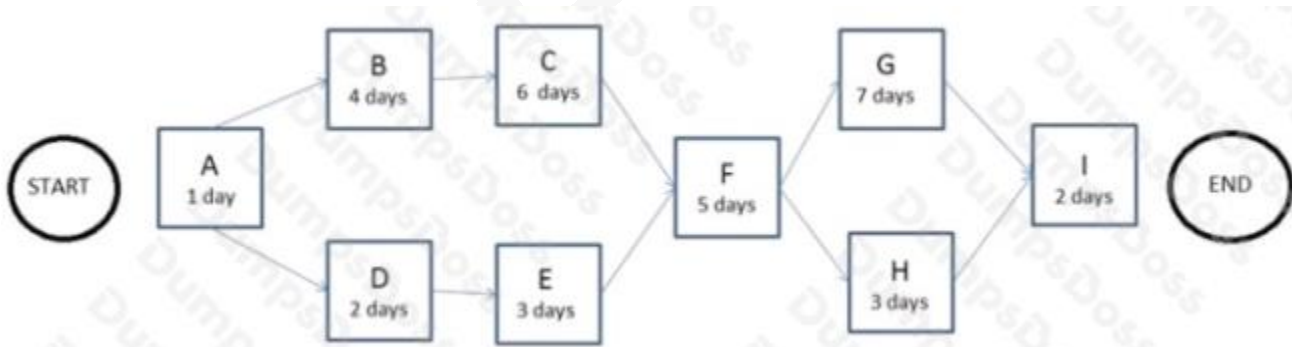 START
A
1 day
B
4 days
C
6 days
D
2 days
E
3 days
F
5 days
G
7 days
H
3 days
I
2 days
END
DumpsDoss